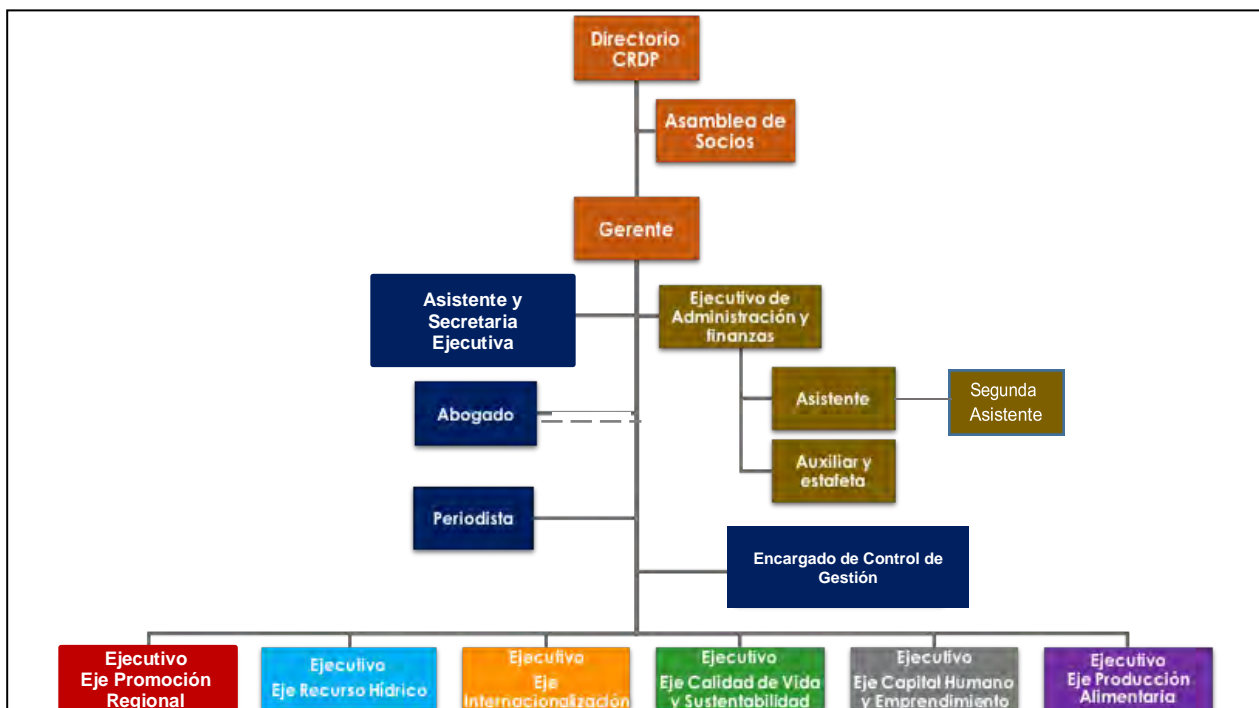 Directorio
CRDP
Asamblea de
Socios
Gerente
Asistente y
Secretaria
Ejecutiva
Ejecutivo de
Administración y
finanzas
Abogado
Asistente
Segunda
Asistente
Auxiliar y
estafeta
Periodista
Encargado de Control de
Gestión
Ejecutivo
Eje Promoción
Regional
Ejecutivo
Eje Recurso Hídrico
Ejecutivo
Eje
Internacionalización
Ejecutivo
Eje Calidad de Vida
y Sustentabilidad
Ejecutivo
Eje Capital Humano
y Emprendimiento
Ejecutivo
Eje Producción
Alimentaria